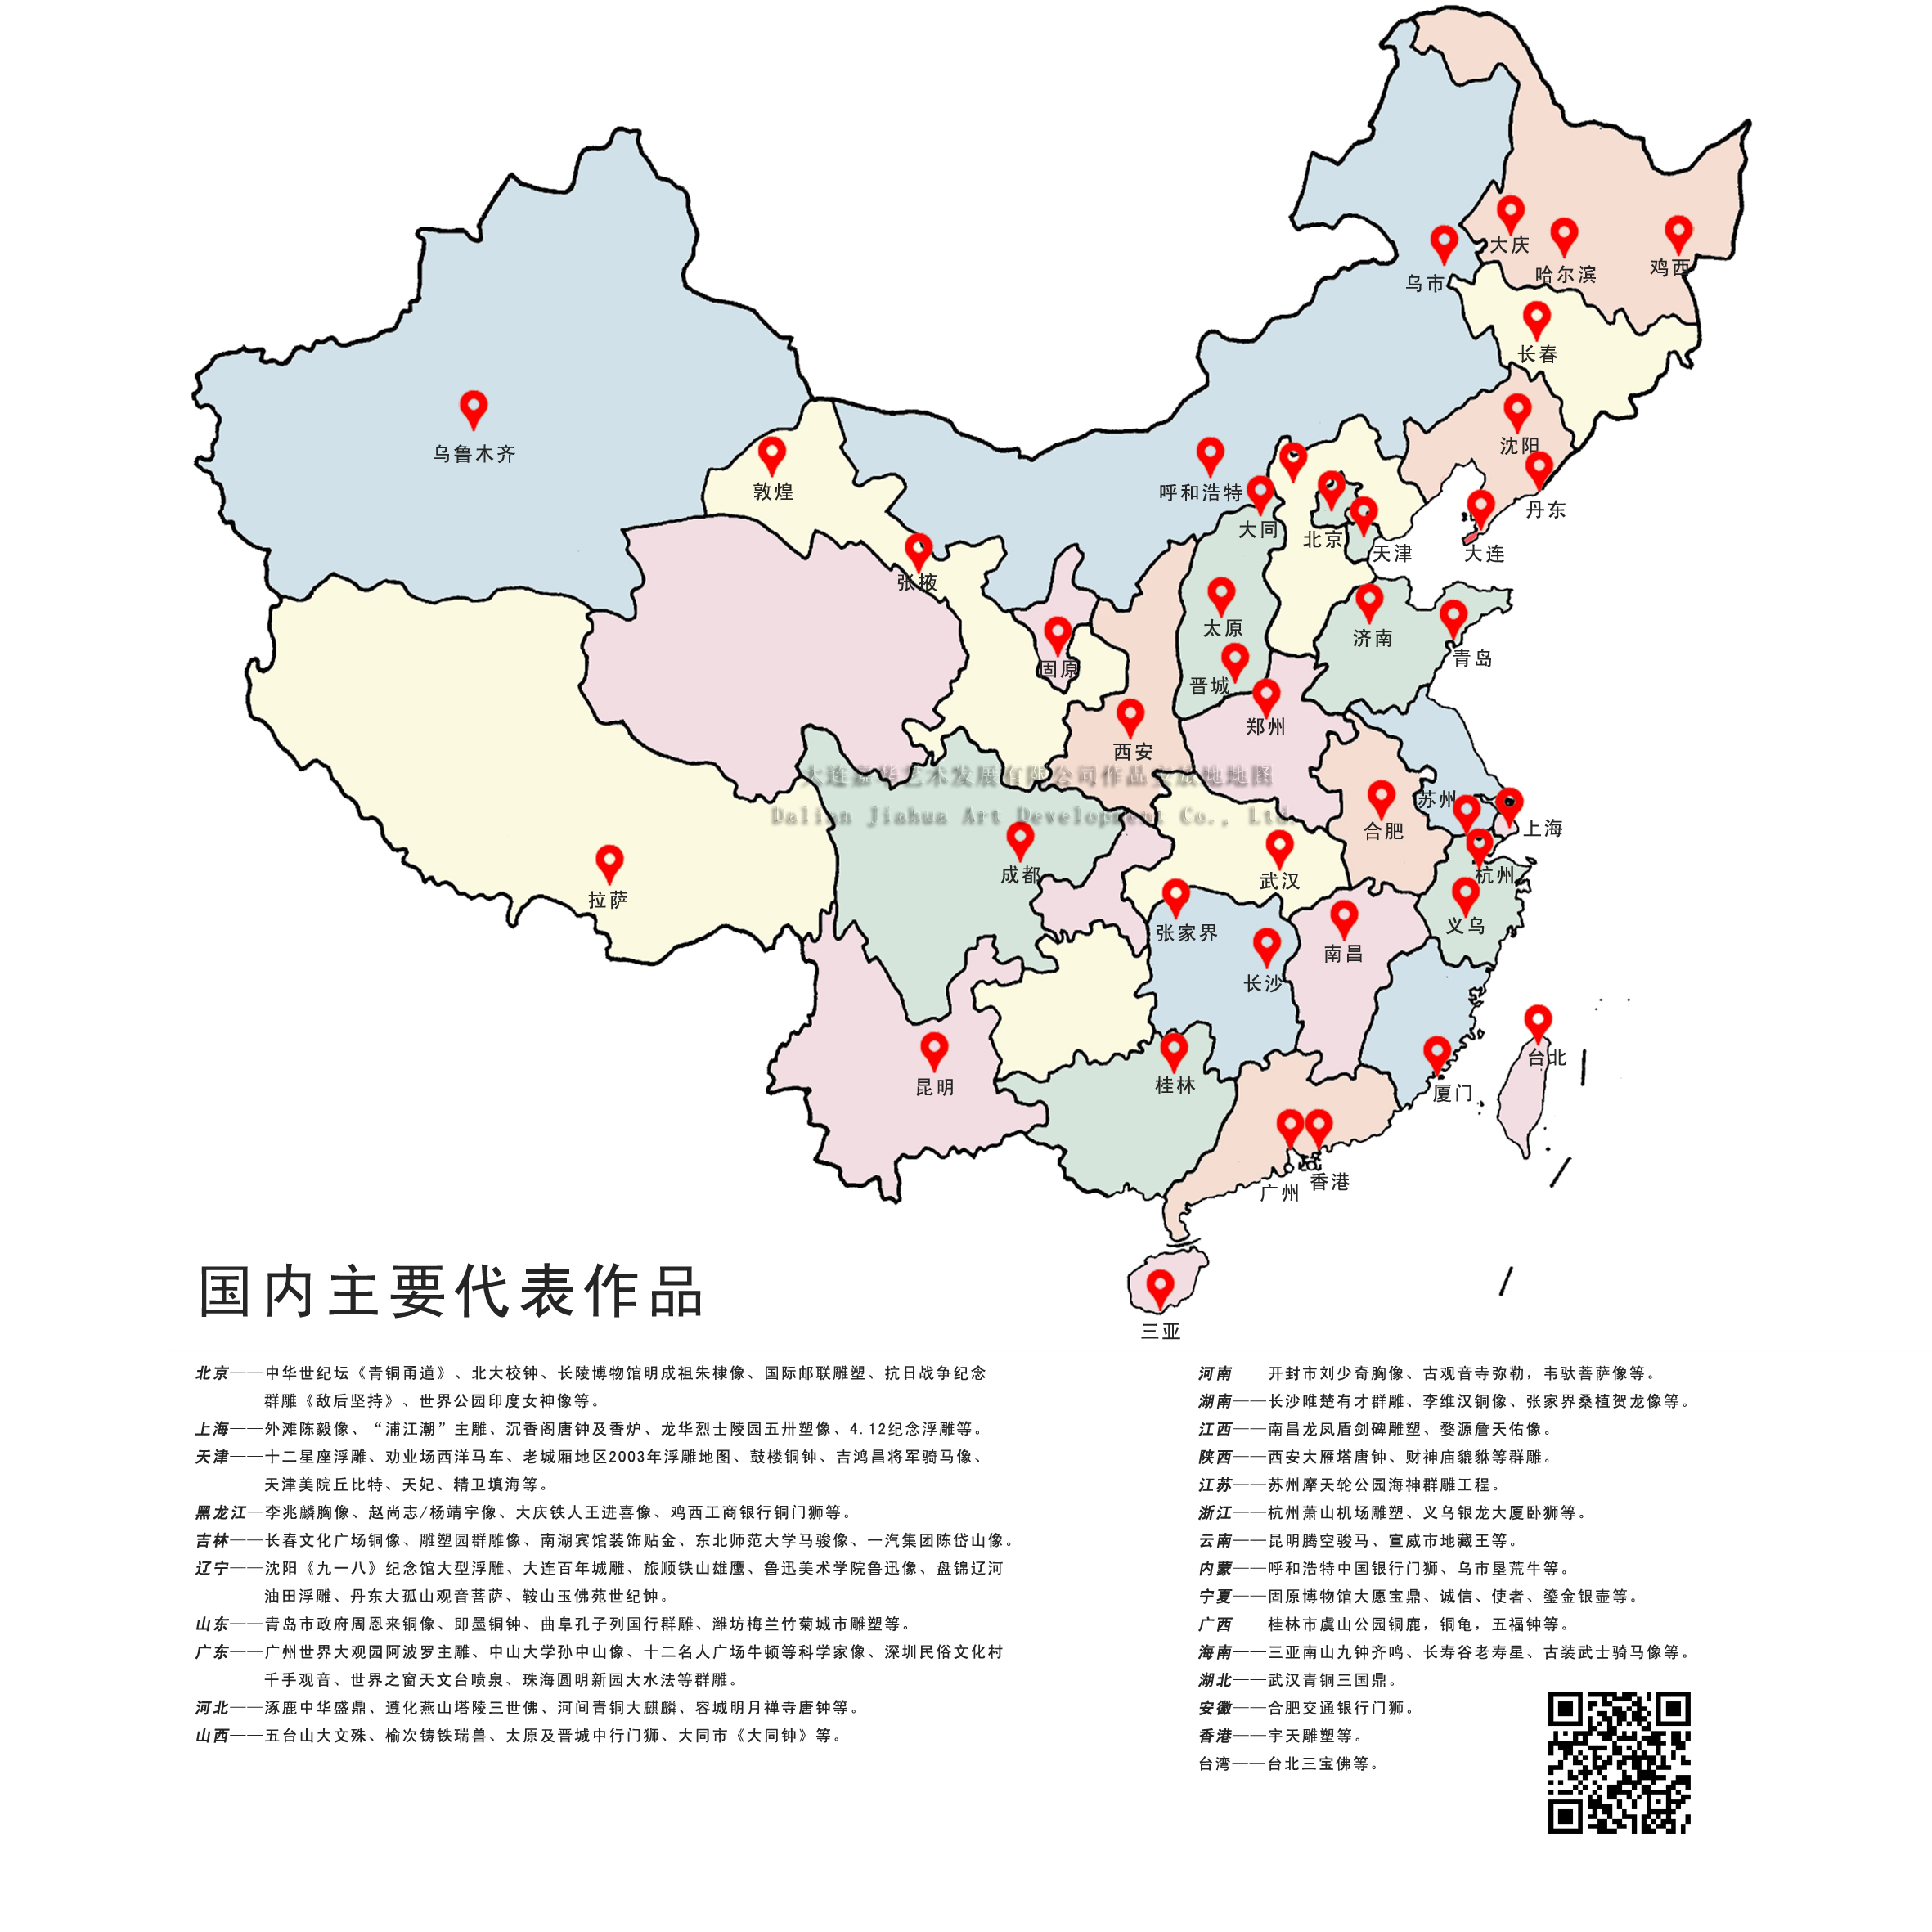 大庆
哈尔滨
鸡西
乌市
长春
沈阳
丹东
大连
乌鲁木齐
敦煌
张掖
呼和浩特
大同
北京
天津
太原
晋城
济南
青岛
固原
郑州
西安
大连嘉华艺术发展有限公司作品安放地地图
Dalian Jiahua Art Development Co., Ltd.
苏州
上海
合肥
杭州
义乌
成都
武汉
拉萨
张家界
长沙
南昌
台北
厦门
昆明
桂林
广州
香港
三亚
国内主要代表作品
北京——中华世纪坛《青铜甬道》、北大校钟、长陵博物馆明成祖朱棣像、国际邮联雕塑、抗日战争纪念
群雕《敌后坚持》、世界公园印度女神像等。
上海——外滩陈毅像、“浦江潮”主雕、沉香阁唐钟及香炉、龙华烈士陵园五卅塑像、4.12纪念浮雕等。
天津——十二星座浮雕、劝业场西洋马车、老城厢地区2003年浮雕地图、鼓楼铜钟、吉鸿昌将军骑马像、
天津美院丘比特、天妃、精卫填海等。
黑龙江—李兆麟胸像、赵尚志/杨靖宇像、大庆铁人王进喜像、鸡西工商银行铜门狮等。
吉林——长春文化广场铜像、雕塑园群雕像、南湖宾馆装饰贴金、东北师范大学马骏像、一汽集团陈岱山像。
辽宁——沈阳《九一八》纪念馆大型浮雕、大连百年城雕、旅顺铁山雄鹰、鲁迅美术学院鲁迅像、盘锦辽河
油田浮雕、丹东大孤山观音菩萨、鞍山玉佛苑世纪钟。
山东——青岛市政府周恩来铜像、即墨铜钟、曲阜孔子列国行群雕、潍坊梅兰竹菊城市雕塑等。
广东——广州世界大观园阿波罗主雕、中山大学孙中山像、十二名人广场牛顿等科学家像、深圳民俗文化村
千手观音、世界之窗天文台喷泉、珠海圆明新园大水法等群雕。
河北——涿鹿中华盛鼎、遵化燕山塔陵三世佛、河间青铜大麒麟、容城明月禅寺唐钟等。
山西——五台山大文殊、榆次铸铁瑞兽、太原及晋城中行门狮、大同市《大同钟》等。
河南——开封市刘少奇胸像、古观音寺弥勒，韦驮菩萨像等。
湖南——长沙唯楚有才群雕、李维汉铜像、张家界桑植贺龙像等。
江西——南昌龙凤盾剑碑雕塑、婺源詹天佑像。
陕西——西安大雁塔唐钟、财神庙貔貅等群雕。
江苏——苏州摩天轮公园海神群雕工程。
浙江——杭州萧山机场雕塑、义乌银龙大厦卧狮等。
云南——昆明腾空骏马、宣威市地藏王等。
内蒙——呼和浩特中国银行门狮、乌市垦荒牛等。
宁夏——固原博物馆大愿宝鼎、诚信、使者、鎏金银壶等。
广西——桂林市虞山公园铜鹿，铜龟，五福钟等。
海南——三亚南山九钟齐鸣、长寿谷老寿星、古装武士骑马像等。
湖北——武汉青铜三国鼎。
安徽——合肥交通银行门狮。
香港——宇天雕塑等。
台湾——台北三宝佛等。